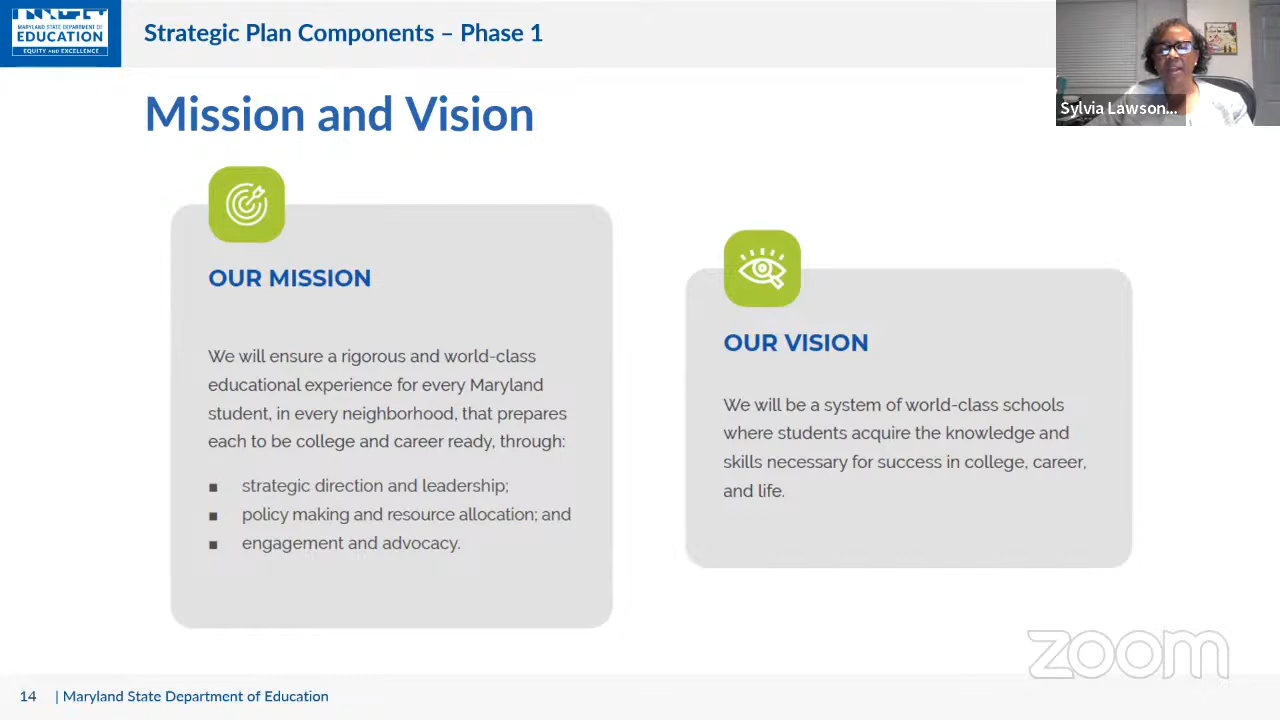 MARYLAND STATE DEPARTMENT OF
EDUCATION
EQUITY AND EXCELLENCE
Strategic Plan Components – Phase 1
Sylvia Lawson...
Mission and Vision
OUR MISSION
We will ensure a rigorous and world-class
educational experience for every Maryland
student, in every neighborhood, that prepares
each to be college and career ready, through:
■ strategic direction and leadership;
■ policy making and resource allocation; and
■ engagement and advocacy.
OUR VISION
We will be a system of world-class schools
where students acquire the knowledge and
skills necessary for success in college, career,
and life.
zoom
14 | Maryland State Department of Education